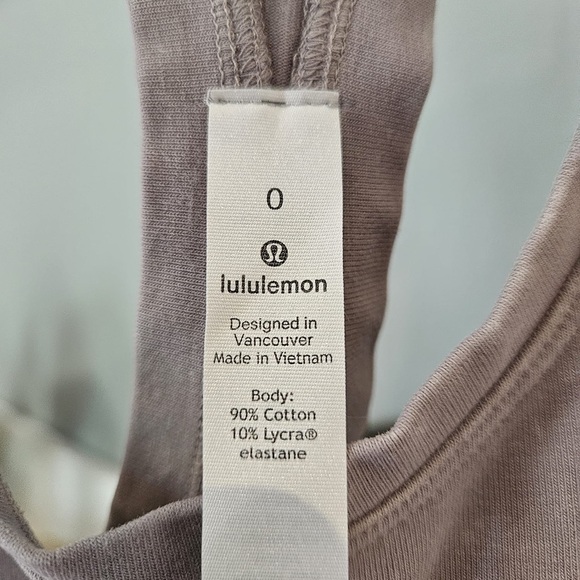 0
lululemon
Designed in
Vancouver
Made in Vietnam
Body:
90% Cotton
10% Lycra®
elastane